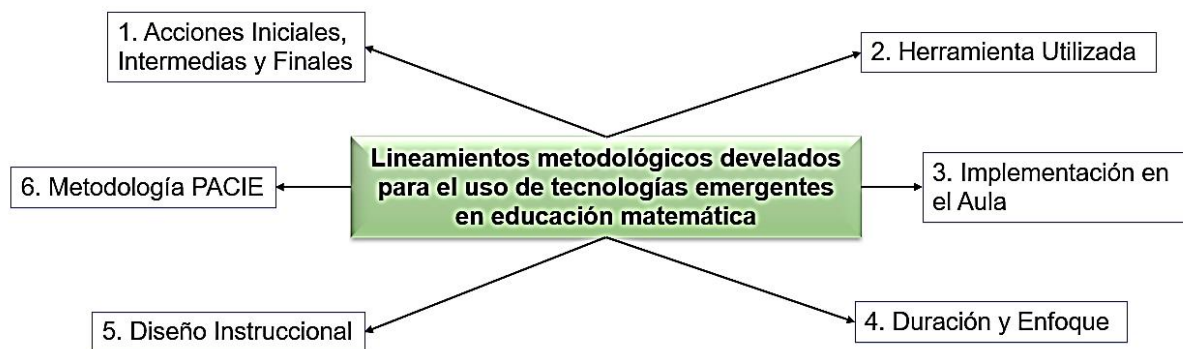 1. Acciones Iniciales,
Intermedias y Finales
2. Herramienta Utilizada
Lineamientos metodológicos develados
para el uso de tecnologías emergentes
en educación matemática
6. Metodología PACIE
3. Implementación en
el Aula
5. Diseño Instruccional
4. Duración y Enfoque